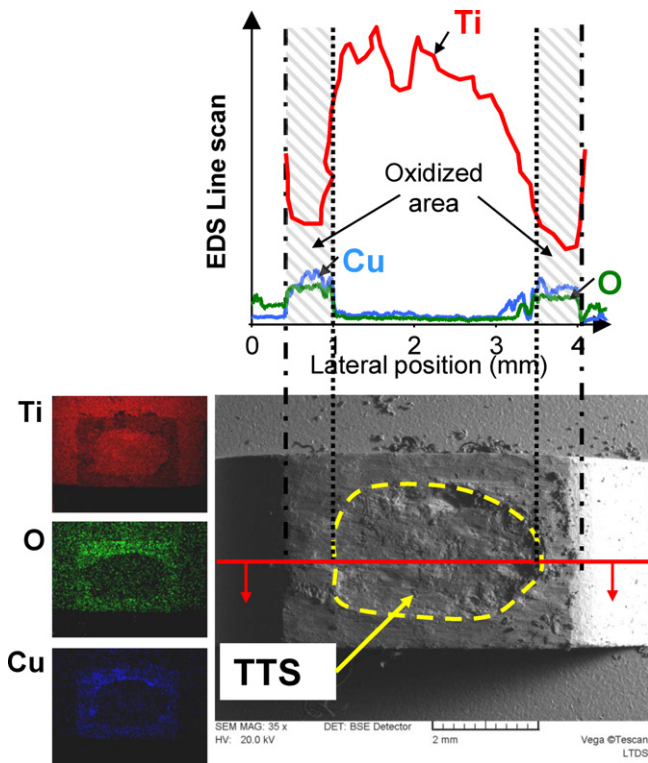 EDS Line scan
Ti
Oxidized
area
Cu
O
0 1 2 3 4
Lateral position (mm)
Ti
O
Cu
TTS
SEM MAG: 35 x DET: BSE Detector
HV: 20.0 kV 2 mm Vega ©Tescan
LTDS